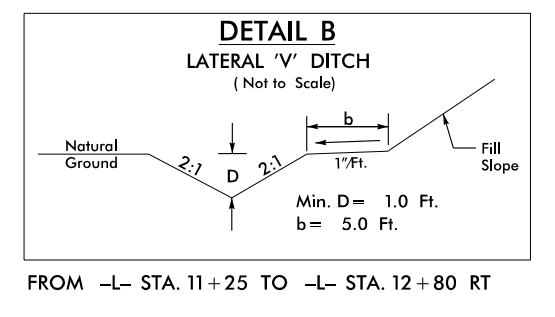 DETAIL B
LATERAL 'V' DITCH
( Not to Scale)
b
Natural
Ground
2:1
D
2:1
1"/Ft.
Fill
Slope
Min. D= 1.0 Ft.
b= 5.0 Ft.
FROM -L- STA. 11+25 TO -L- STA. 12+80 RT